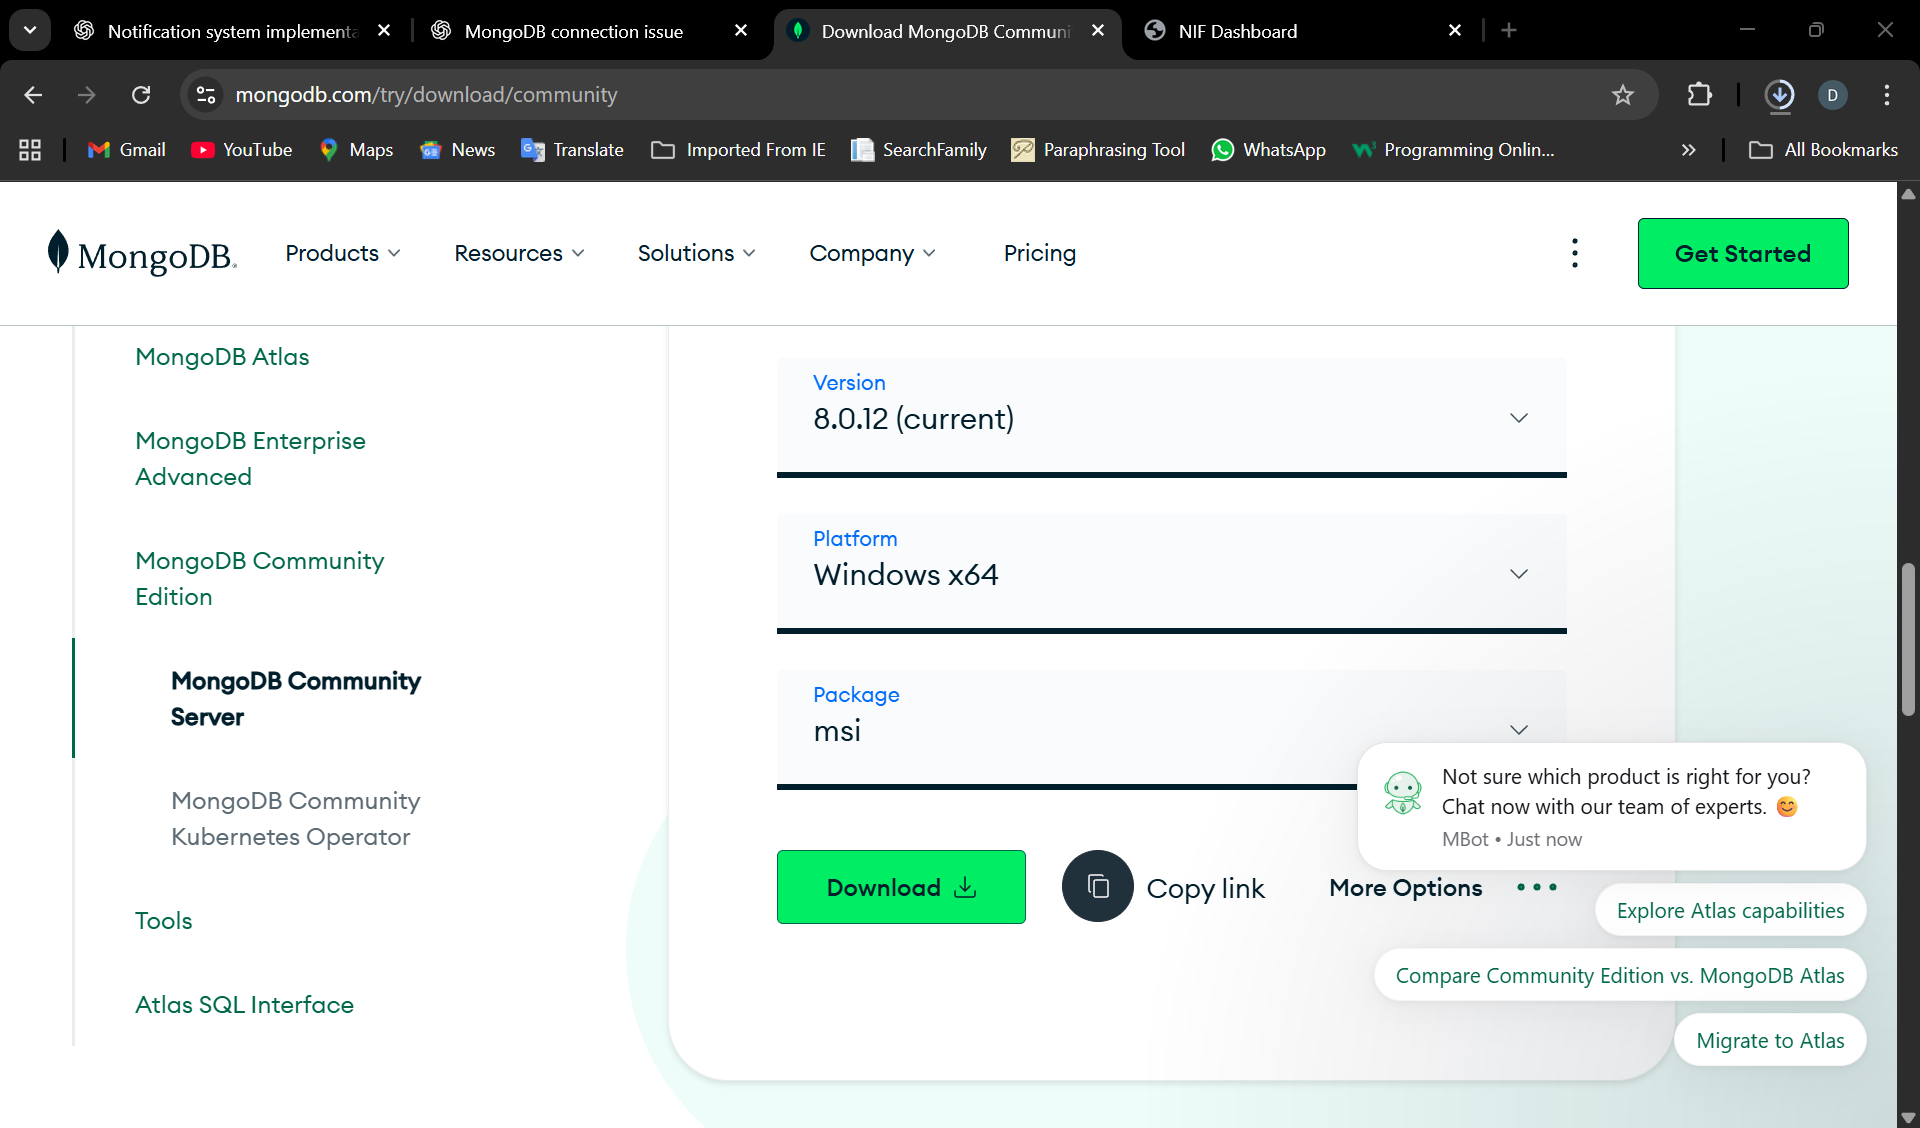 Notification system implementa
MongoDB connection issue
Download MongoDB Communi
NIF Dashboard
mongodb.com/try/download/community
D
Gmail
YouTube
Maps
News
Translate
Imported From IE
SearchFamily
Paraphrasing Tool
WhatsApp
Programming Onlin...
All Bookmarks
MongoDB.
Products
Resources
Solutions
Company
Pricing
Get Started
MongoDB Atlas
MongoDB Enterprise
Advanced
MongoDB Community
Edition
MongoDB Community
Server
MongoDB Community
Kubernetes Operator
Tools
Atlas SQL Interface
Version
8.0.12 (current)
Platform
Windows x64
Package
msi
Download
Copy link
More Options
Not sure which product is right for you?
Chat now with our team of experts. 😊
MBot • Just now
Explore Atlas capabilities
Compare Community Edition vs. MongoDB Atlas
Migrate to Atlas